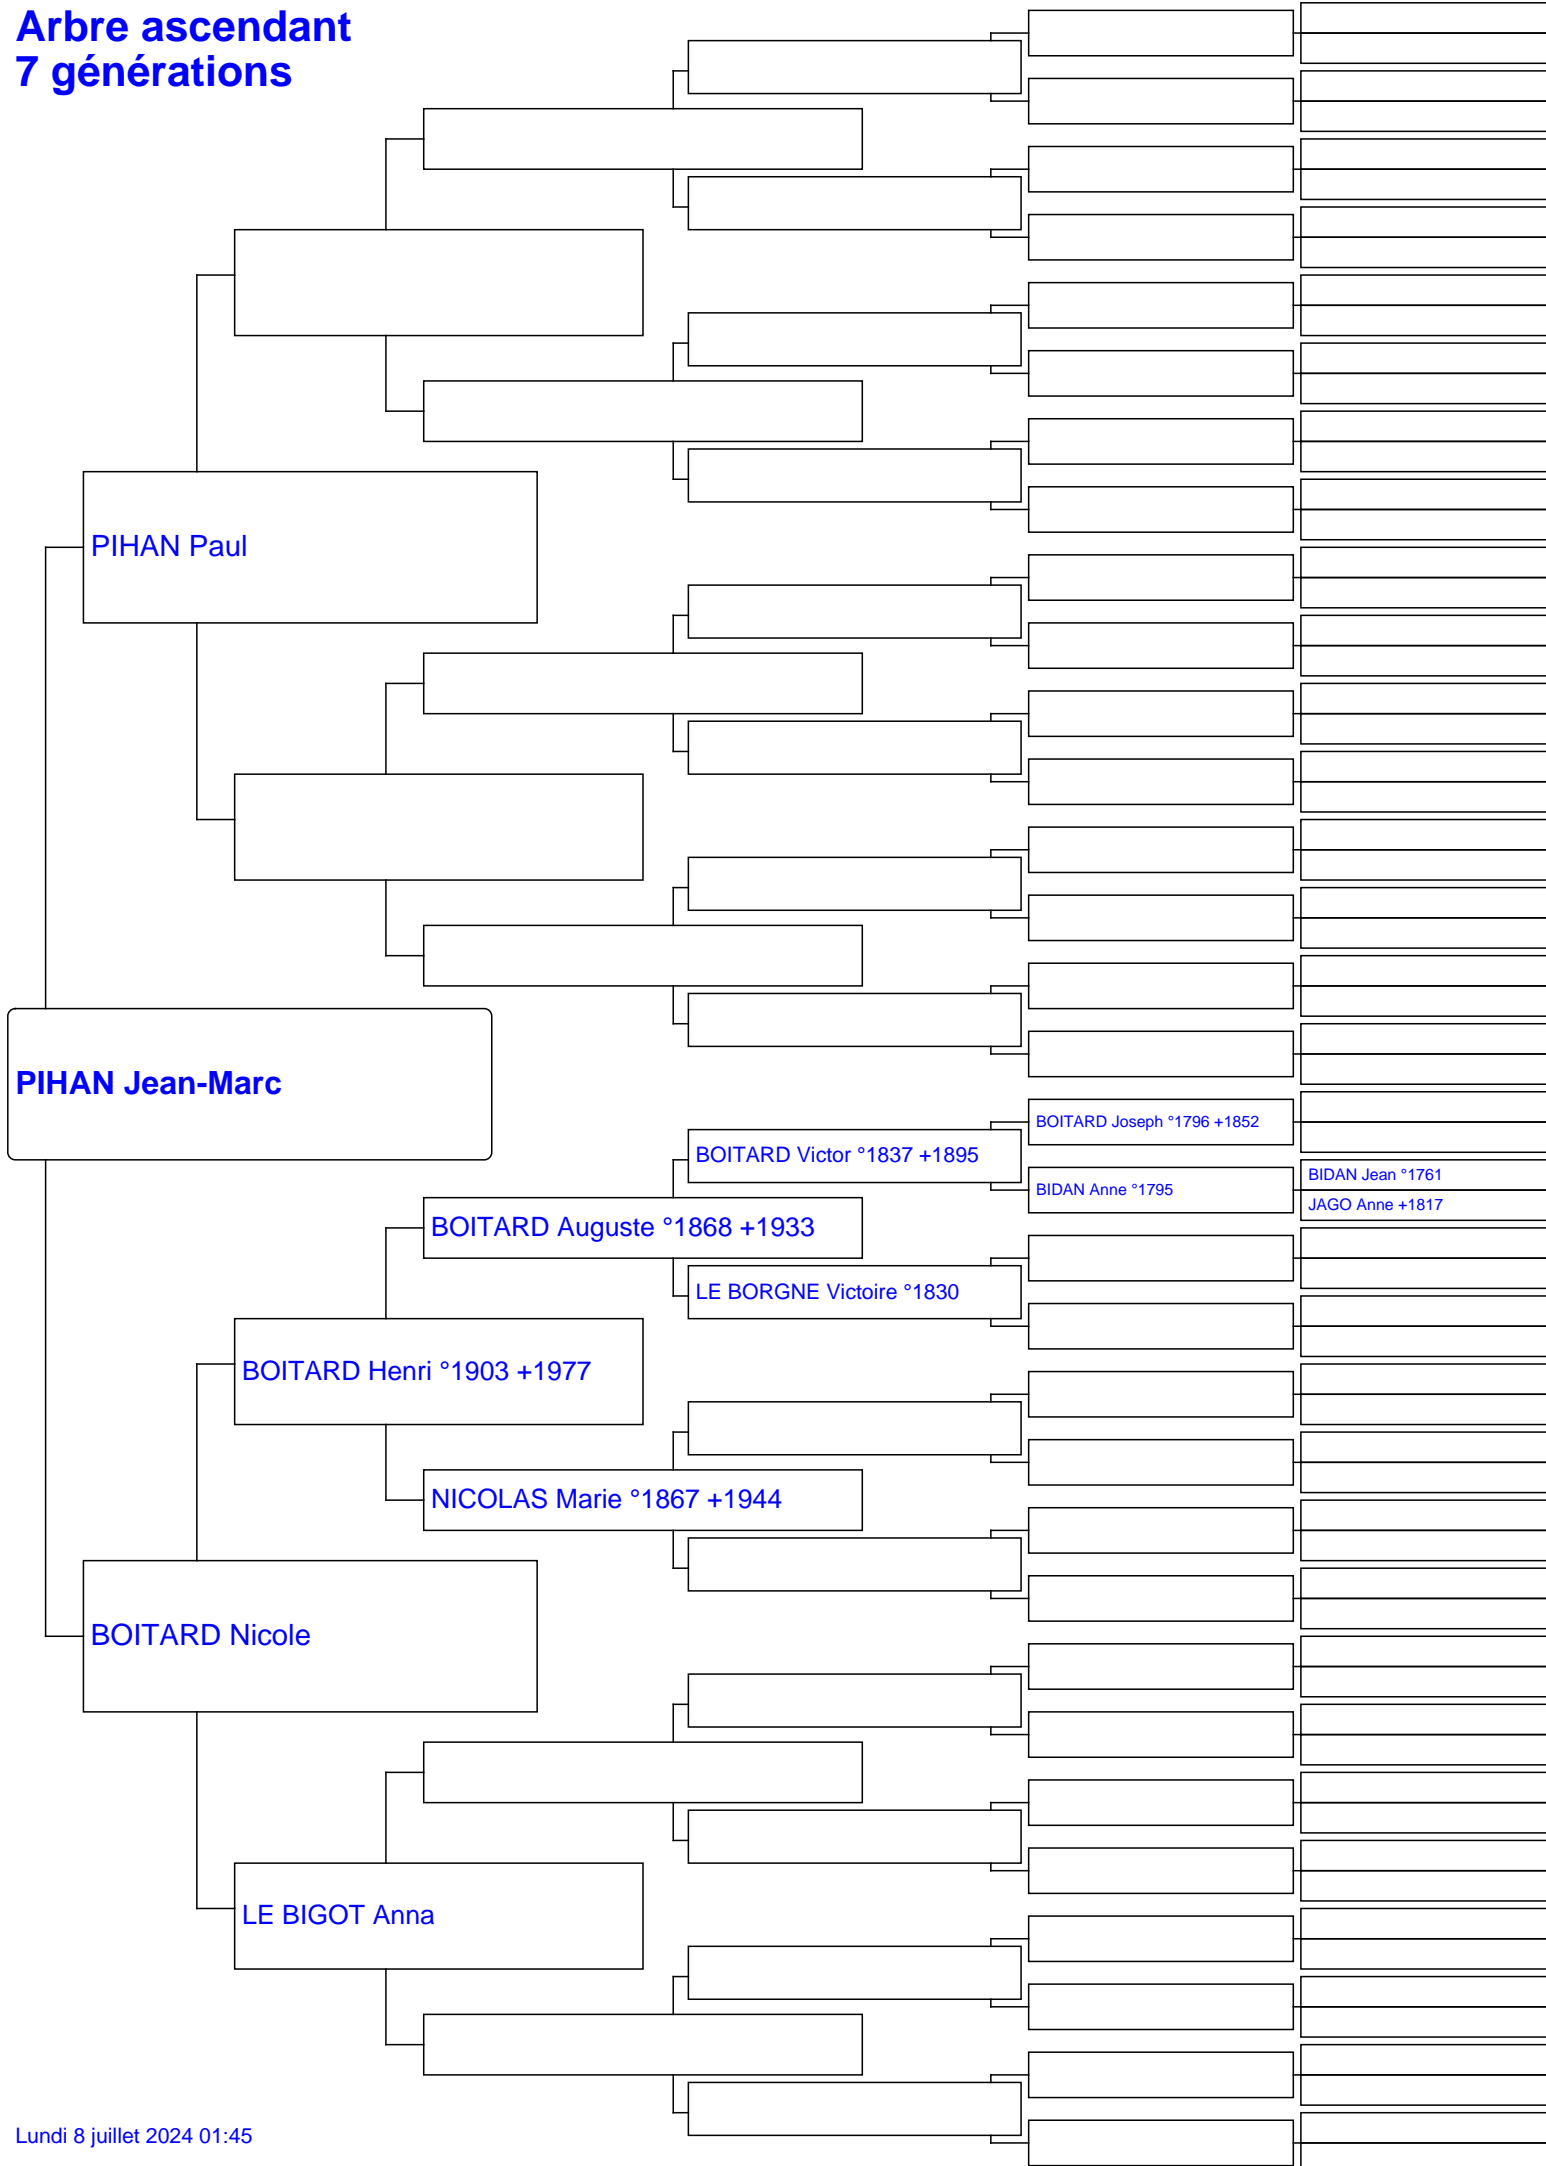 Arbre ascendant
7 générations
PIHAN Paul
PIHAN Jean-Marc
BOITARD Joseph °1796 +1852
BOITARD Victor °1837 +1895
BIDAN Jean °1761
BIDAN Anne °1795
JAGO Anne +1817
BOITARD Auguste °1868 +1933
LE BORGNE Victoire °1830
BOITARD Henri °1903 +1977
NICOLAS Marie °1867 +1944
BOITARD Nicole
LE BIGOT Anna
Lundi 8 juillet 2024 01:45